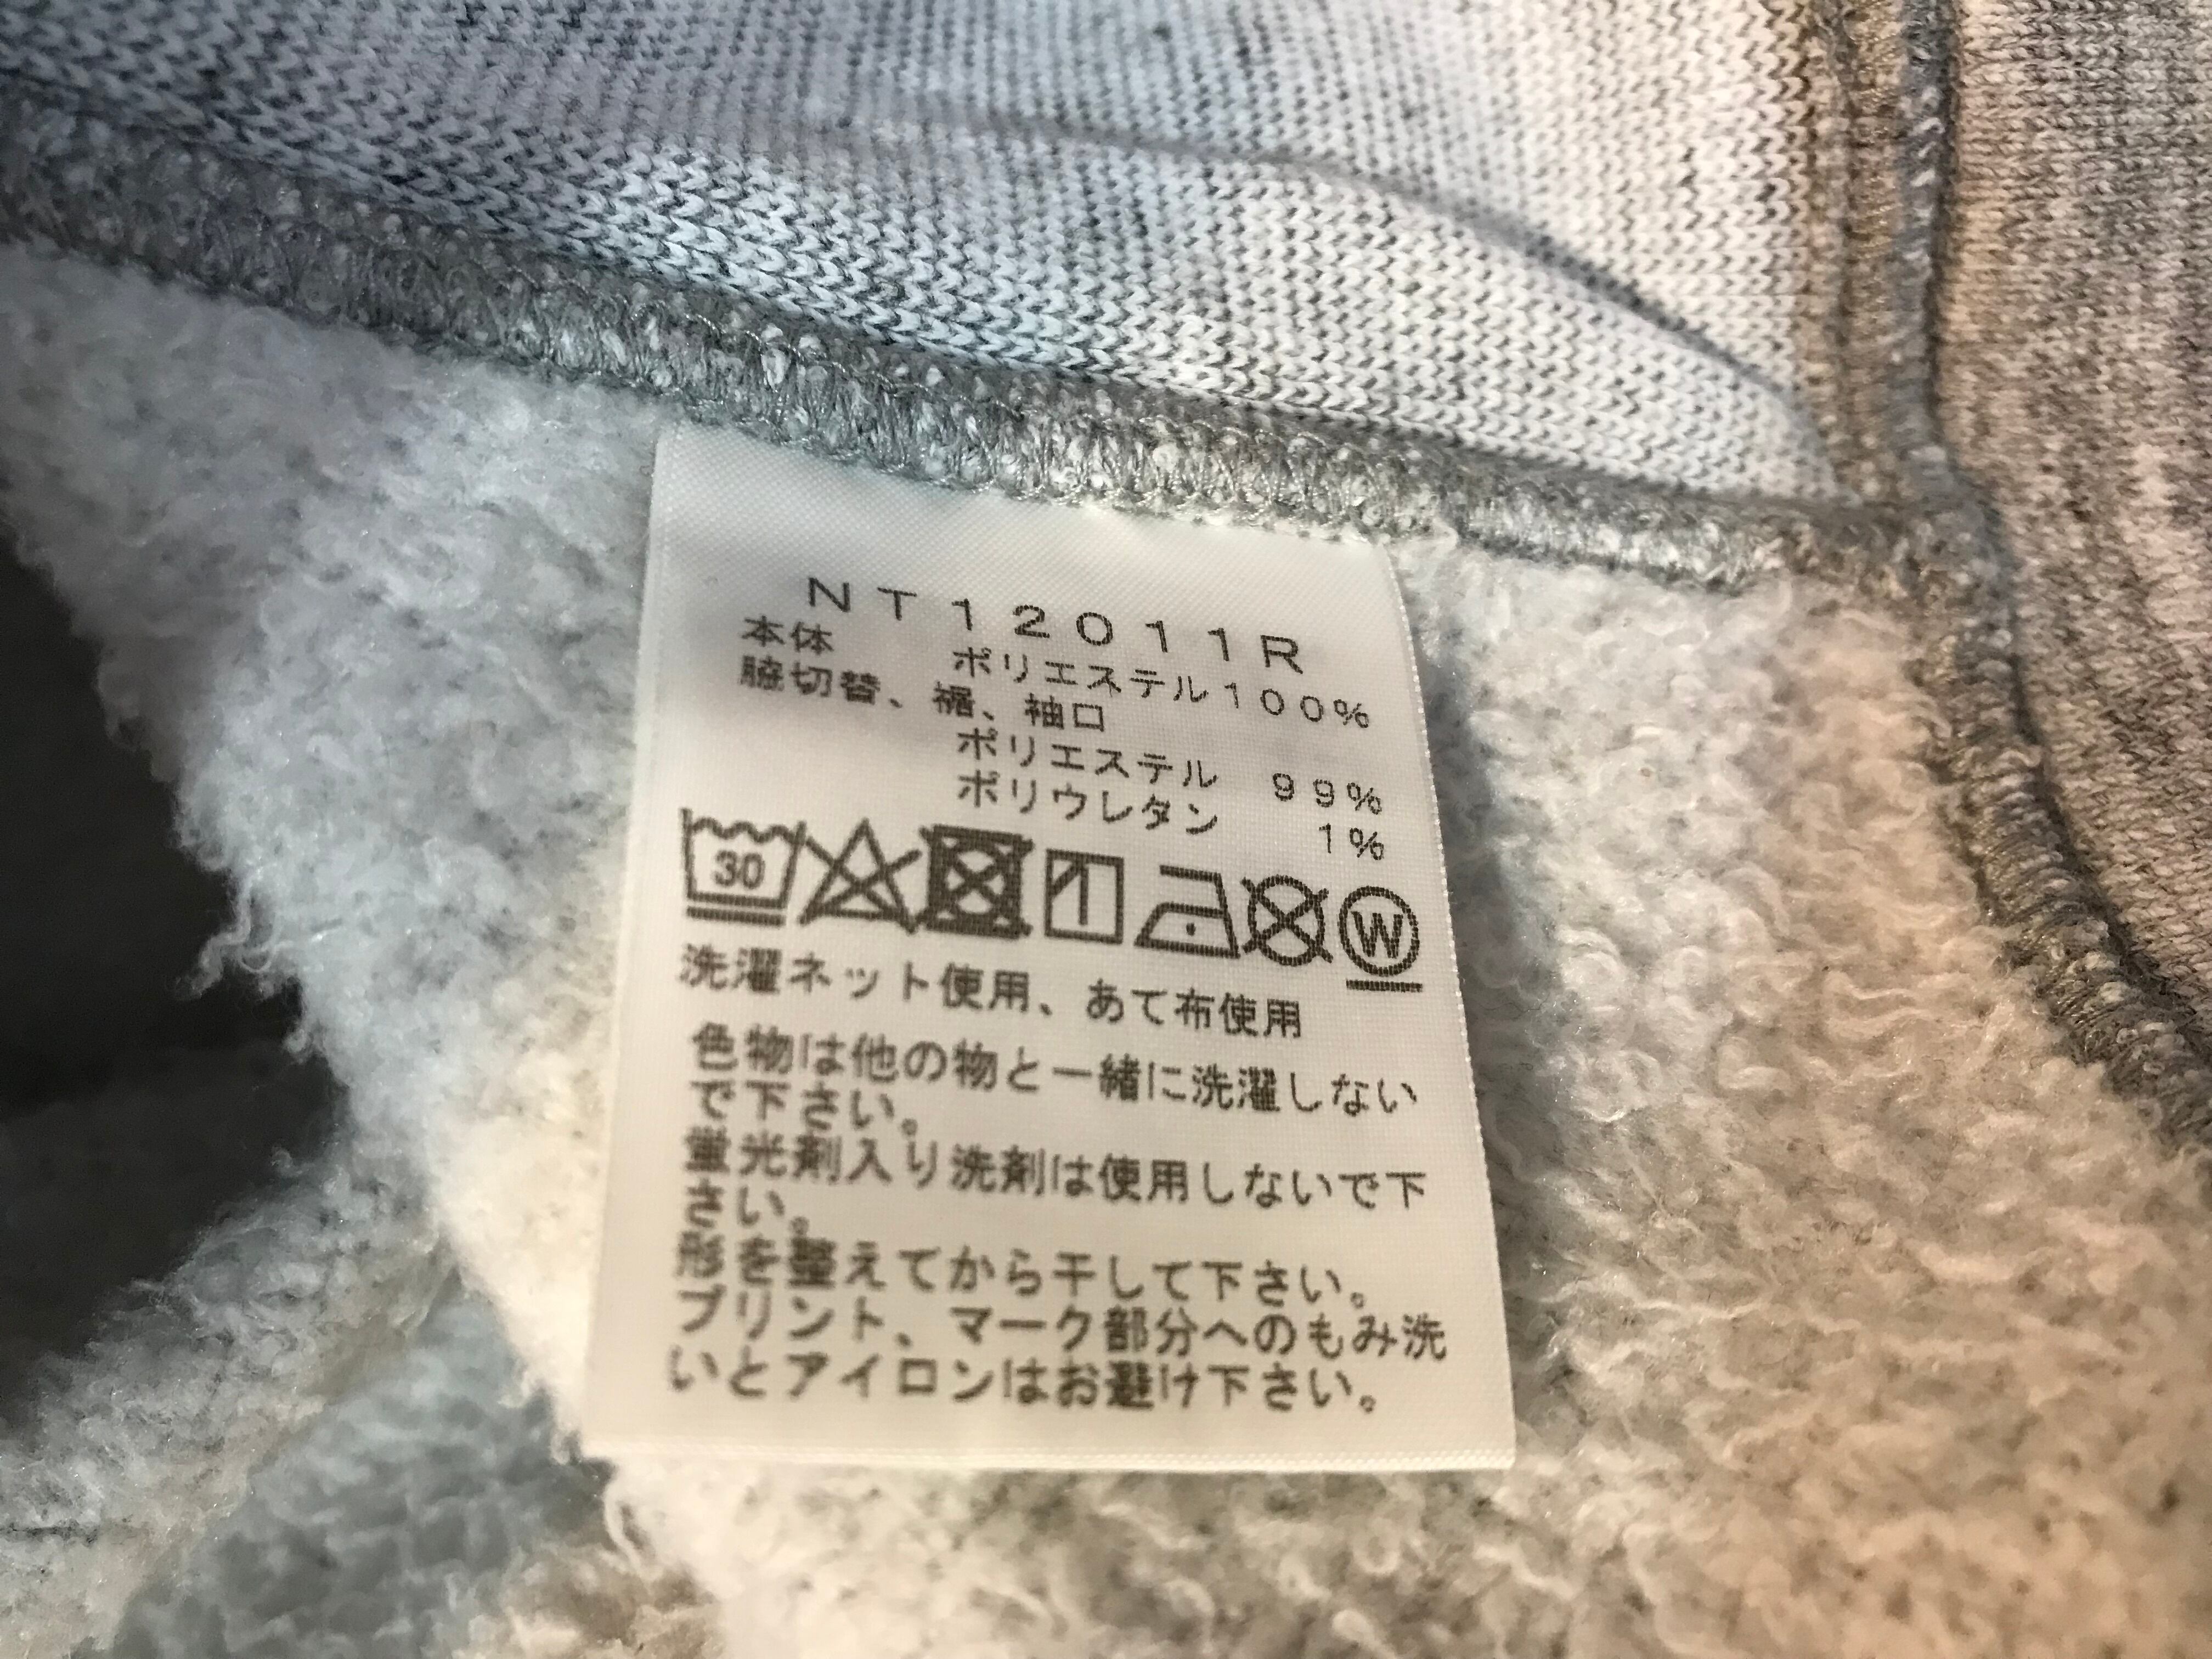 NT12011R
本体 ポリエステル100%
脇切替、裾、袖口
ポリエステル 99%
ポリウレタン 1%
30 W
洗濯ネット使用、あて布使用
色物は他の物と一緒に洗濯しない
で下さい。
蛍光剤入り洗剤は使用しないで下
さい。
形を整えてから干して下さい。
プリント、マーク部分へのもみ洗
いとアイロンはお避け下さい。